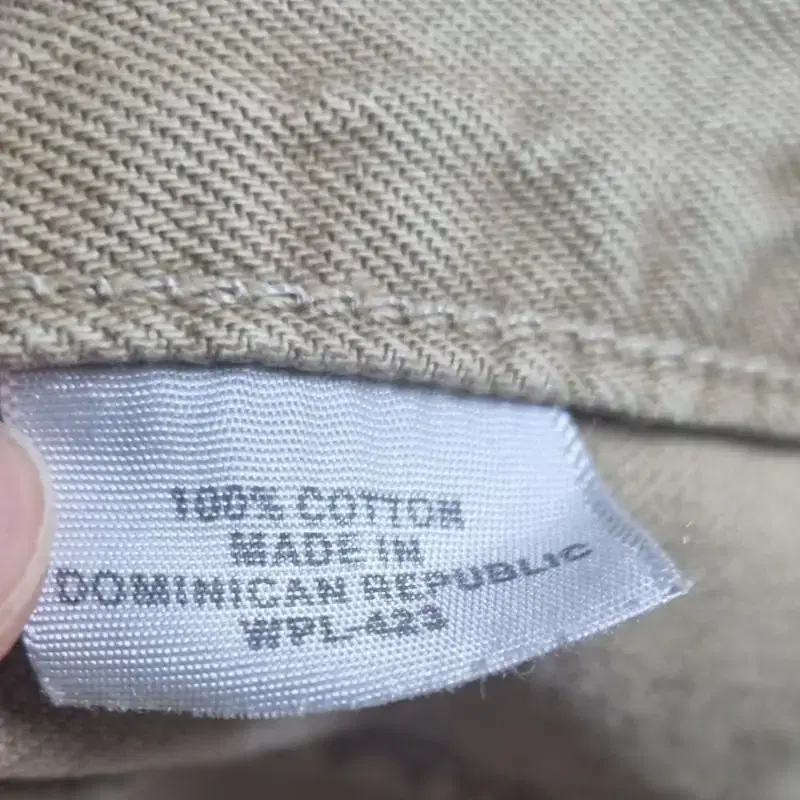 100% COTTON
MADE IN
DOMINICAN REPUBLIC
WPL-423